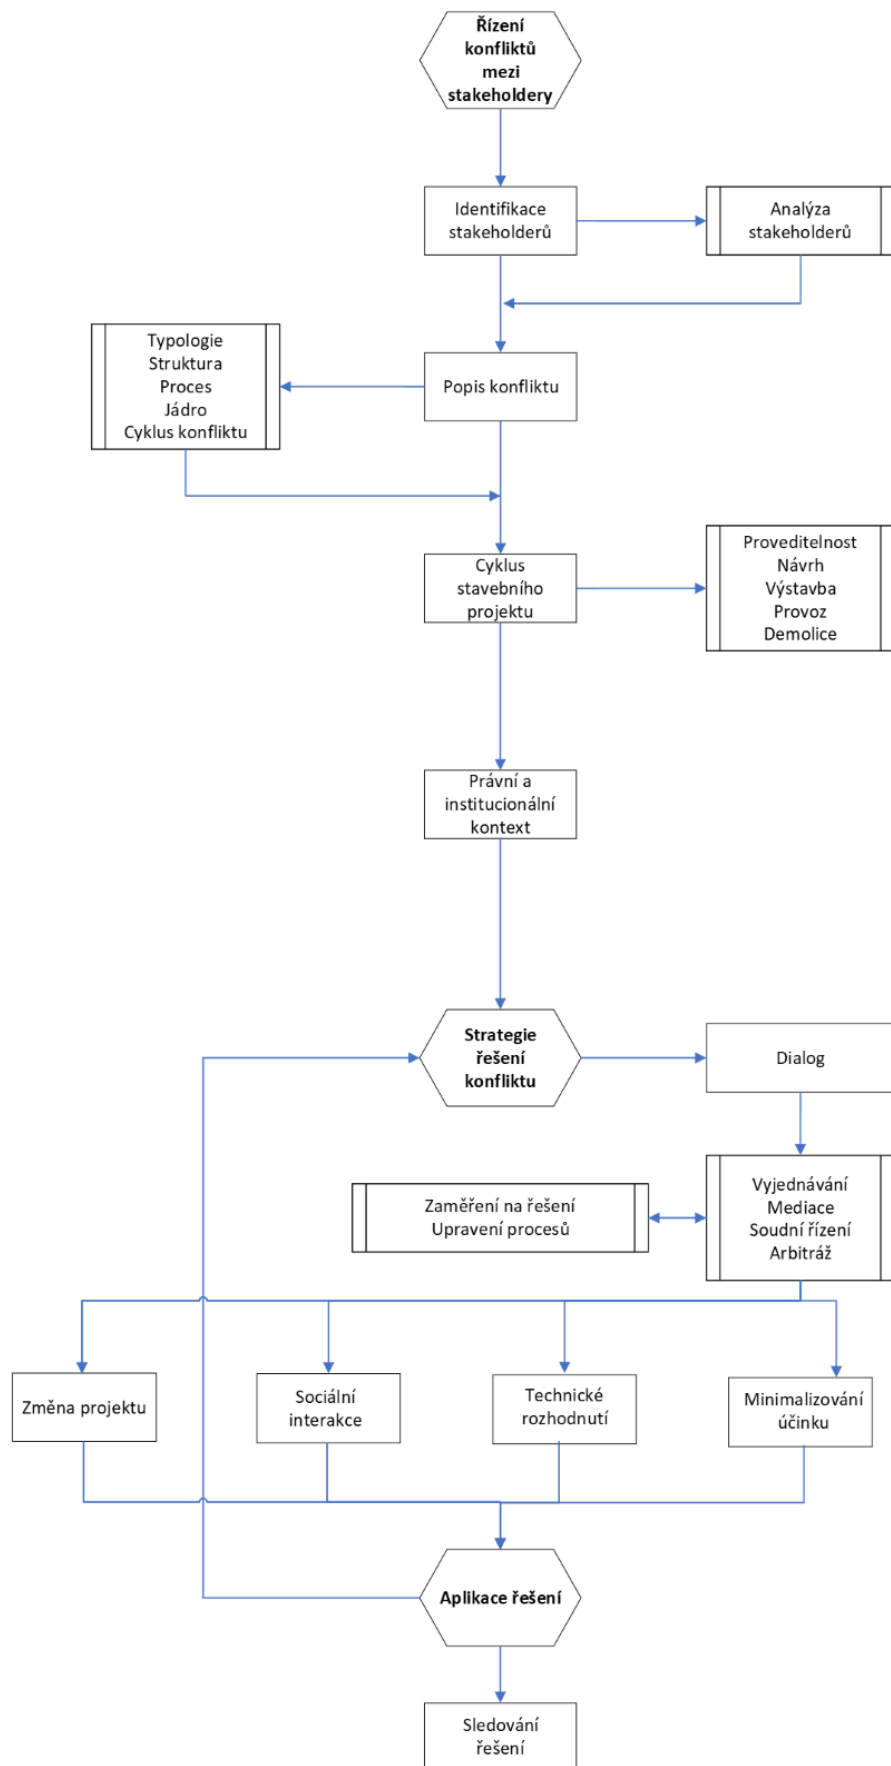 Řízení
konfliktů
mezi
stakeholdery
Identifikace
stakeholderů
Analýza
stakeholderů
Typologie
Struktura
Proces
Jádro
Cyklus konfliktu
Popis konfliktu
Cyklus
stavebního
projektu
Proveditelnost
Návrh
Výstavba
Provoz
Demolice
Právní a
institucionální
kontext
Strategie
řešení
konfliktu
Dialog
Zaměření na řešení
Upravení procesů
Vyjednávání
Mediace
Soudní řízení
Arbitráž
Změna projektu
Sociální
interakce
Technické
rozhodnutí
Minimalizování
účinku
Aplikace řešení
Sledování
řešení